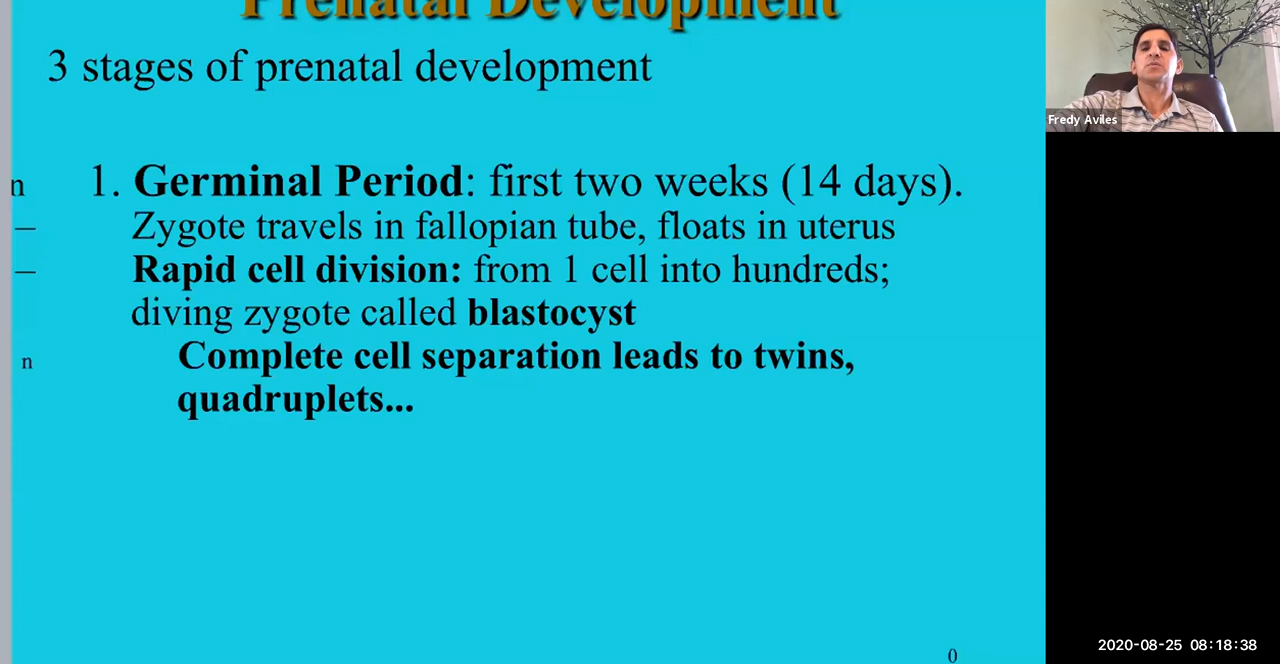 Prenatal Development
3 stages of prenatal development
Fredy Aviles
n 1. Germinal Period: first two weeks (14 days).
– Zygote travels in fallopian tube, floats in uterus
– Rapid cell division: from 1 cell into hundreds;
diving zygote called blastocyst
n Complete cell separation leads to twins,
quadruplets...
2020-08-25 08:18:38
0